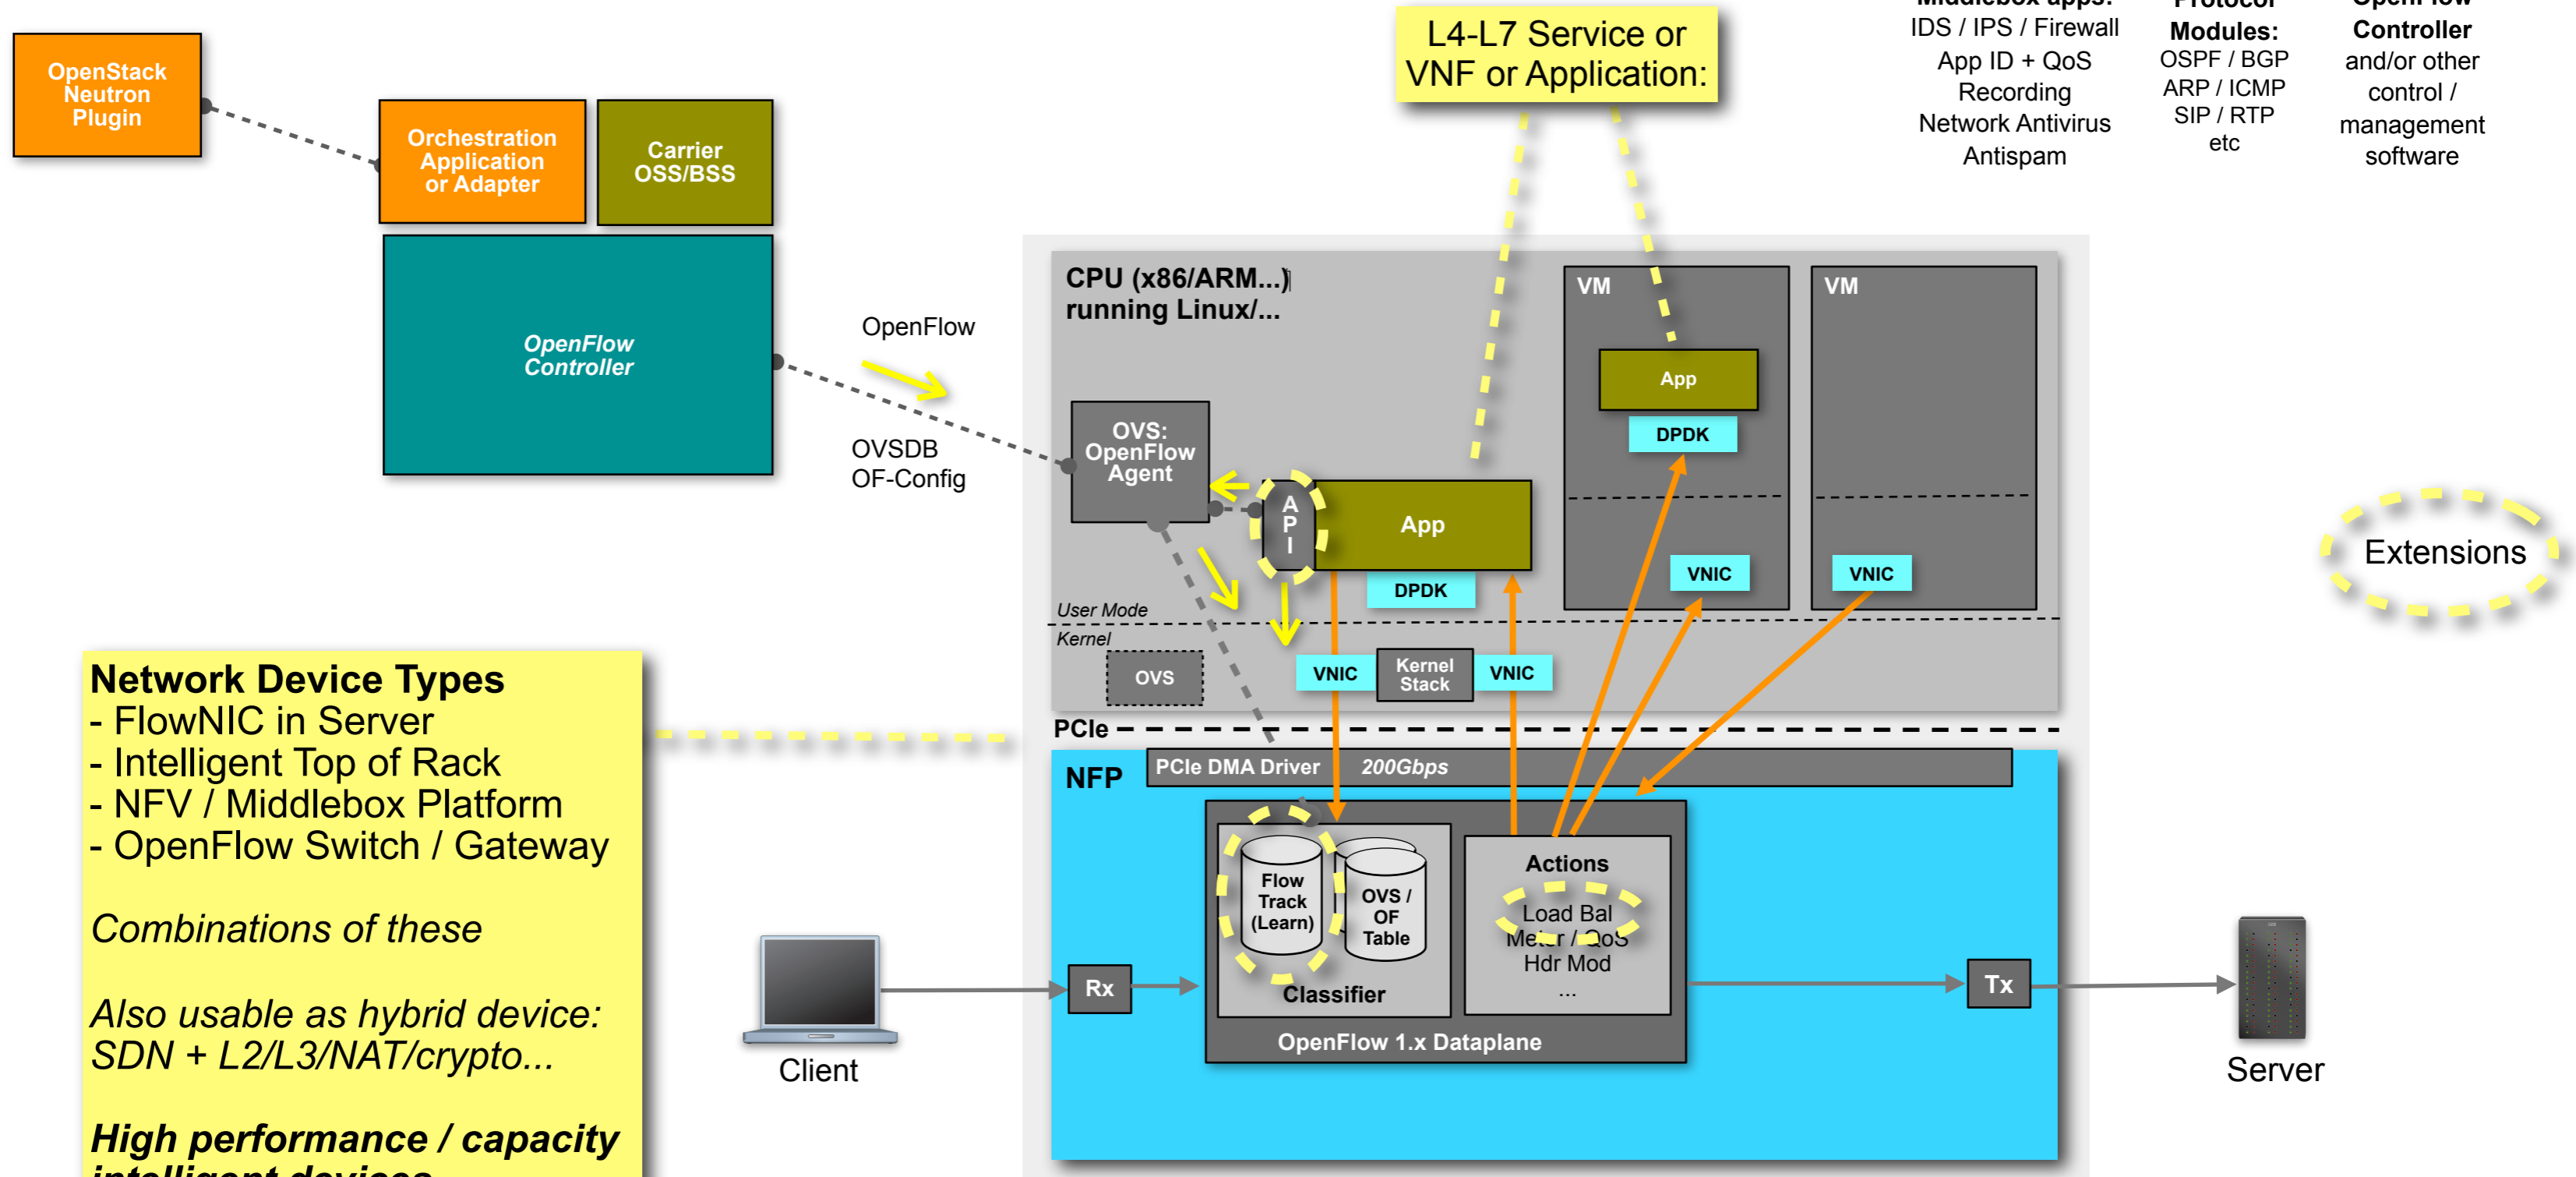 Middlebox apps:
IDS / IPS / Firewall
App ID + QoS
Recording
Network Antivirus
Antispam
Protocol
Modules:
OSPF / BGP
ARP / ICMP
SIP / RTP
etc
OpenFlow
Controller
and/or other
control /
management
software
L4-L7 Service or
VNF or Application:
OpenStack
Neutron
Plugin
Orchestration
Application
or Adapter
Carrier
OSS/BSS
OpenFlow
Controller
OpenFlow
OVSDB
OF-Config
CPU (x86/ARM...)
running Linux/...
VM
VM
App
DPDK
OVS:
OpenFlow
Agent
A
P
I
App
DPDK
VNIC
VNIC
Extensions
User Mode
Kernel
OVS
VNIC
Kernel
Stack
VNIC
PCIe
NFP
PCIe DMA Driver 200Gbps
Flow
Track
(Learn)
OVS /
OF
Table
Classifier
Actions
Load Bal
Meter / QoS
Hdr Mod
...
OpenFlow 1.x Dataplane
Rx
Tx
Client
Server
Network Device Types
- FlowNIC in Server
- Intelligent Top of Rack
- NFV / Middlebox Platform
- OpenFlow Switch / Gateway
Combinations of these
Also usable as hybrid device:
SDN + L2/L3/NAT/crypto...
High performance / capacity
intelligent devices